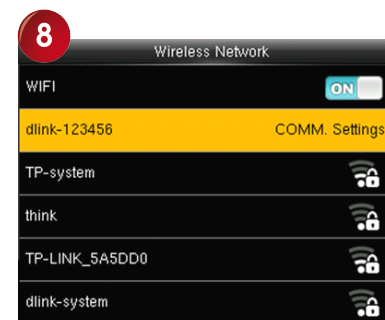 8
Wireless Network
WIFI ON
dlink-123456 COMM. Settings
TP-system
think
TP-LINK_5A5DD0
dlink-system